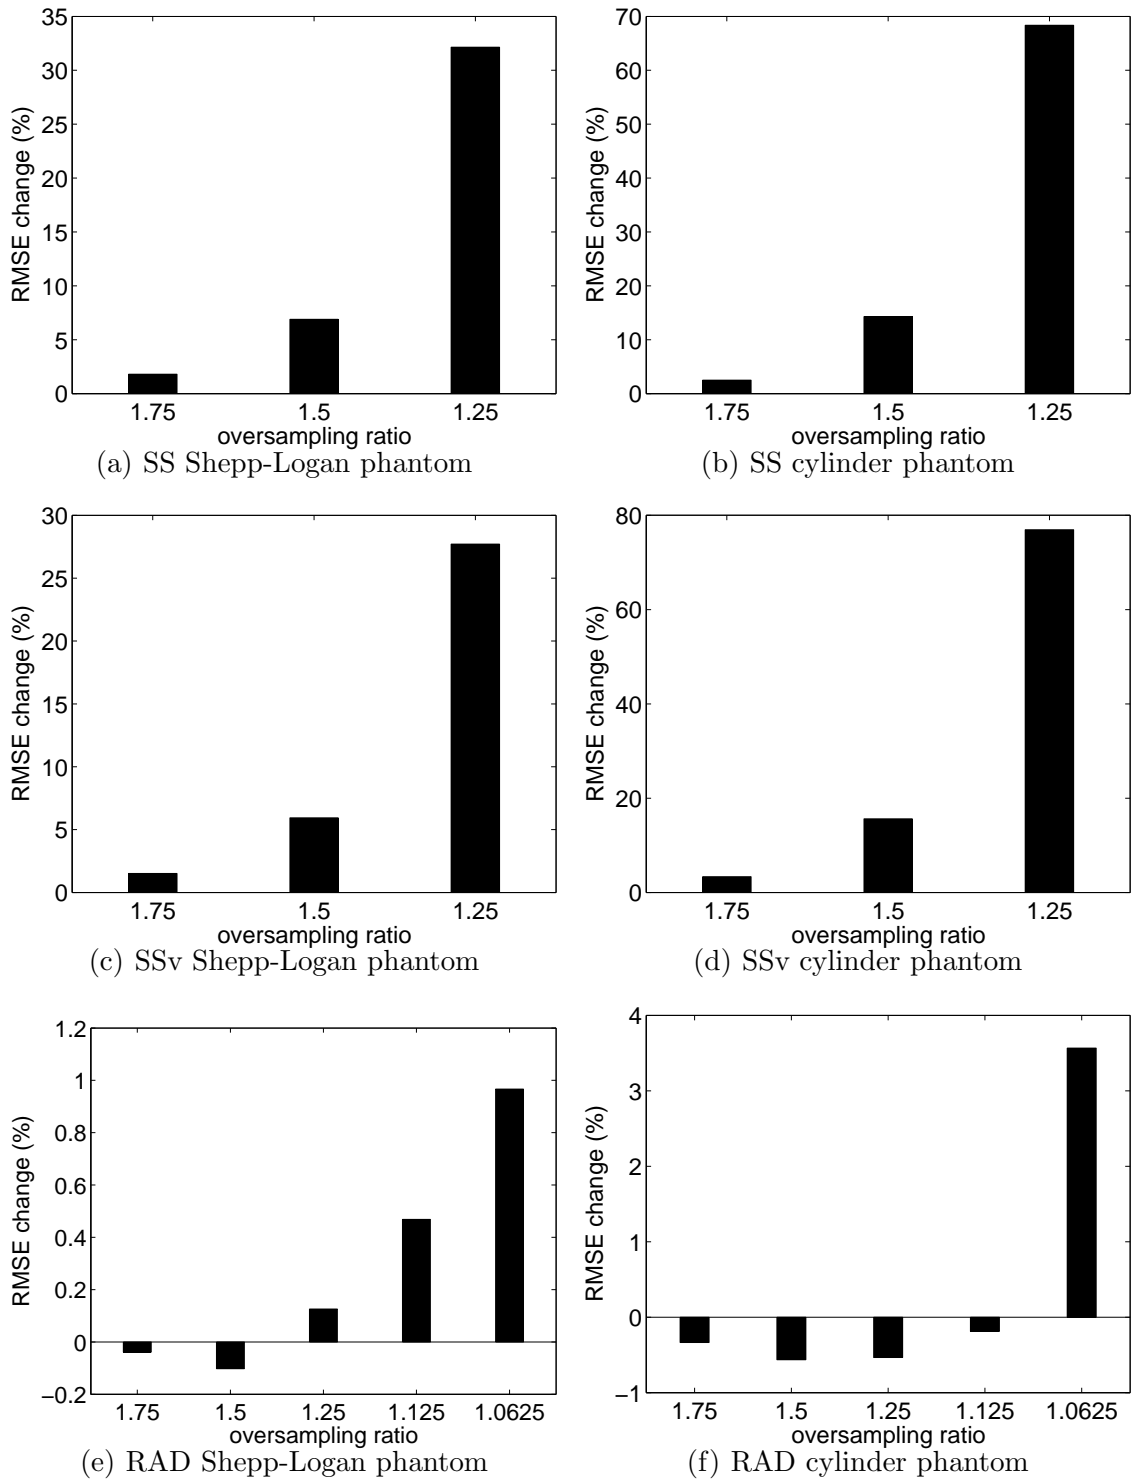 35
30
25
20
15
10
5
0
RMSE change (%)
1.75 1.5 1.25
oversampling ratio
(a) SS Shepp-Logan phantom
70
60
50
40
30
20
10
0
RMSE change (%)
1.75 1.5 1.25
oversampling ratio
(b) SS cylinder phantom
30
25
20
15
10
5
0
RMSE change (%)
1.75 1.5 1.25
oversampling ratio
(c) SSv Shepp-Logan phantom
80
60
40
20
0
RMSE change (%)
1.75 1.5 1.25
oversampling ratio
(d) SSv cylinder phantom
1.2
1
0.8
0.6
0.4
0.2
0
−0.2
RMSE change (%)
1.75 1.5 1.25 1.125 1.0625
oversampling ratio
(e) RAD Shepp-Logan phantom
4
3
2
1
0
−1
RMSE change (%)
1.75 1.5 1.25 1.125 1.0625
oversampling ratio
(f) RAD cylinder phantom